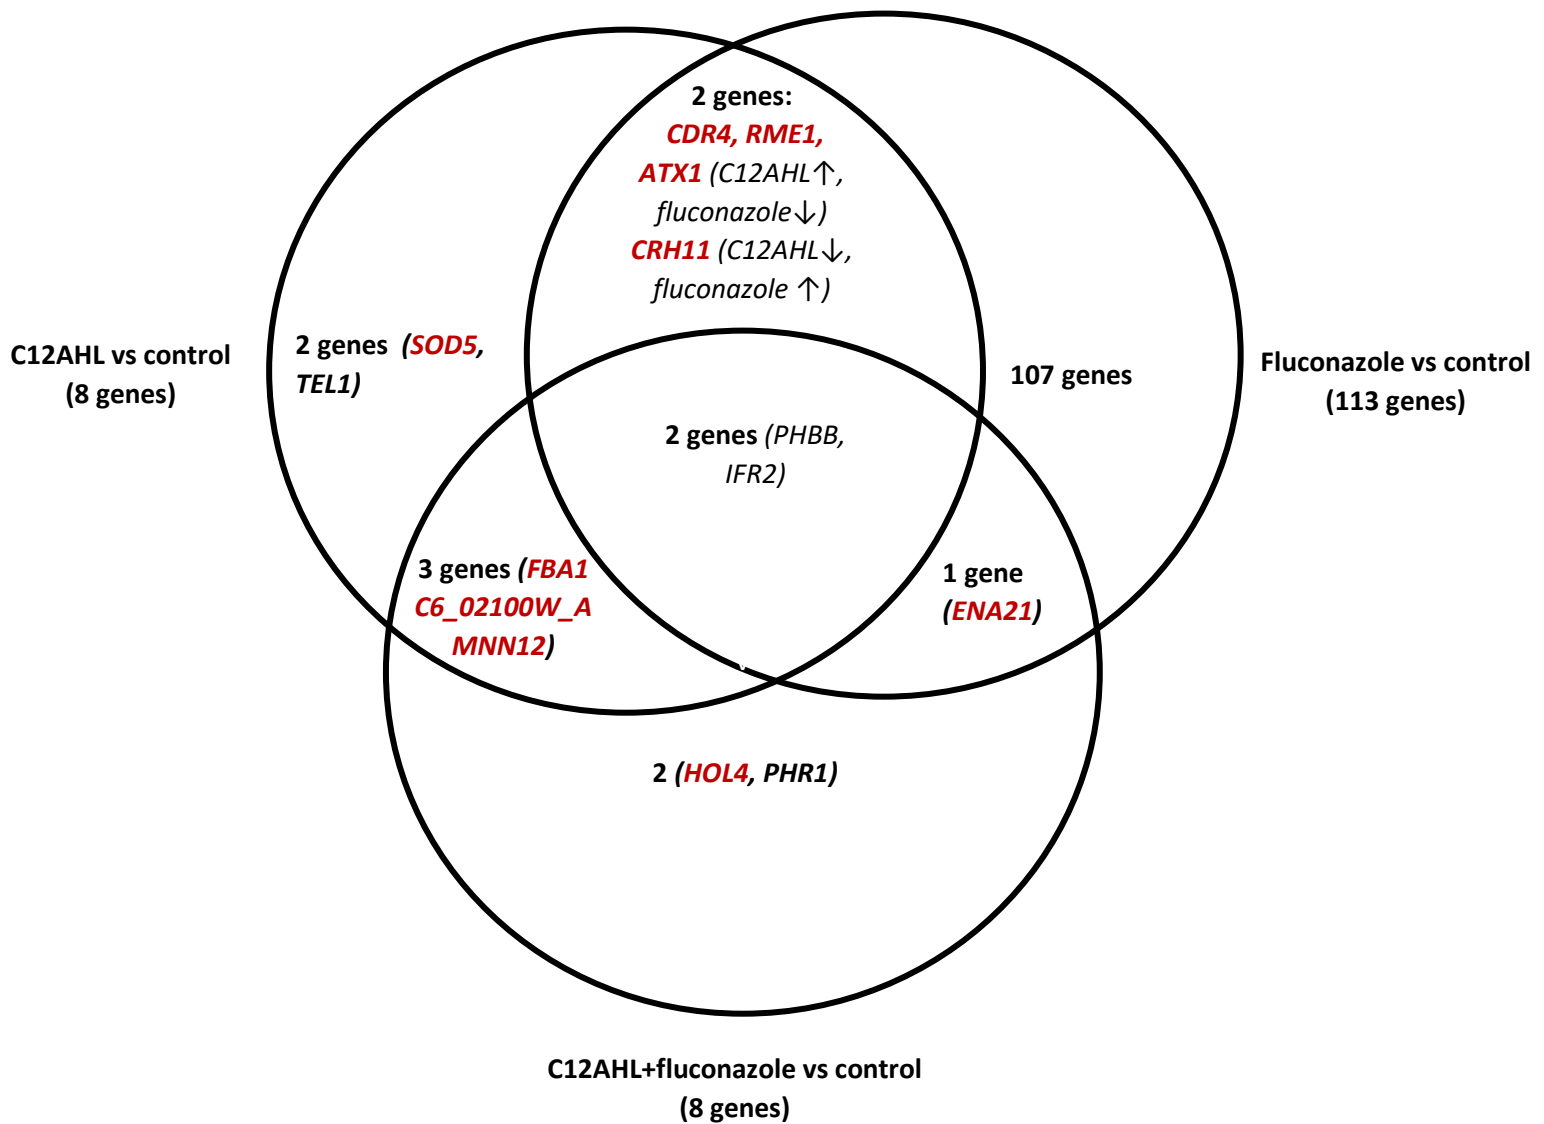 2 genes:
CDR4, RME1,
ATX1 (C12AHL↑,
fluconazole↓)
CRH11 (C12AHL↓,
fluconazole ↑)
C12AHL vs control
(8 genes)
2 genes (SOD5,
TEL1)
107 genes
Fluconazole vs control
(113 genes)
2 genes (PHBB,
IFR2)
3 genes (FBA1
C6_02100W_A
MNN12)
1 gene
(ENA21)
2 (HOL4, PHR1)
C12AHL+fluconazole vs control
(8 genes)